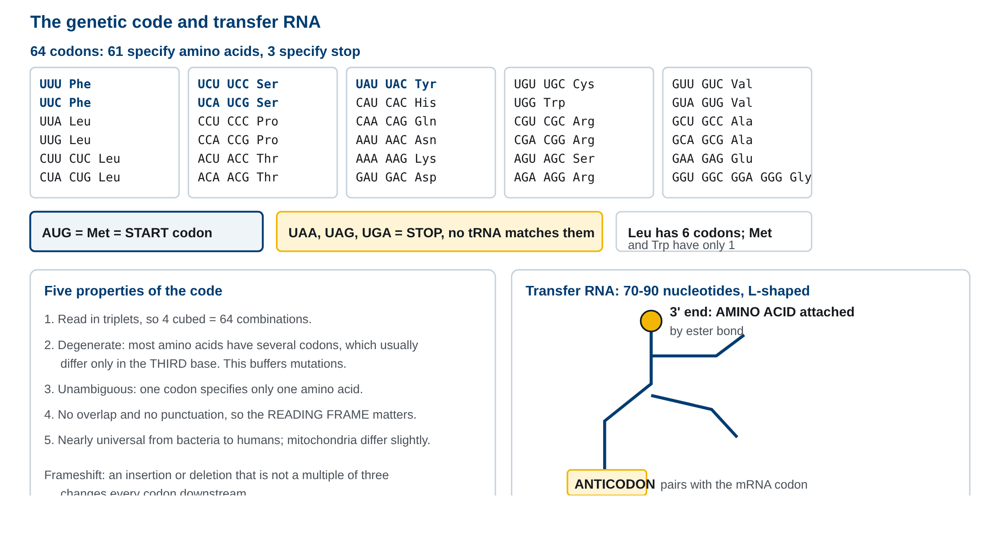 The genetic code and transfer RNA
64 codons: 61 specify amino acids, 3 specify stop
UUU Phe
UUC Phe
UUA Leu
UUG Leu
CUU CUC Leu
CUA CUG Leu
UCU UCC Ser
UCA UCG Ser
CCU CCC Pro
CCA CCG Pro
ACU ACC Thr
ACA ACG Thr
UAU UAC Tyr
CAU CAC His
CAA CAG Gln
AAU AAC Asn
AAA AAG Lys
GAU GAC Asp
UGU UGC Cys
UGG Trp
CGU CGC Arg
CGA CGG Arg
AGU AGC Ser
AGA AGG Arg
GUU GUC Val
GUA GUG Val
GCU GCC Ala
GCA GCG Ala
GAA GAG Glu
GGU GGC GGA GGG Gly
AUG = Met = START codon
UAA, UAG, UGA = STOP, no tRNA matches them
Leu has 6 codons; Met
and Trp have only 1
Five properties of the code
1. Read in triplets, so 4 cubed = 64 combinations.
2. Degenerate: most amino acids have several codons, which usually
differ only in the THIRD base. This buffers mutations.
3. Unambiguous: one codon specifies only one amino acid.
4. No overlap and no punctuation, so the READING FRAME matters.
5. Nearly universal from bacteria to humans; mitochondria differ slightly.
Frameshift: an insertion or deletion that is not a multiple of three
changes every codon downstream
Transfer RNA: 70-90 nucleotides, L-shaped
3' end: AMINO ACID attached
by ester bond
ANTICODON pairs with the mRNA codon